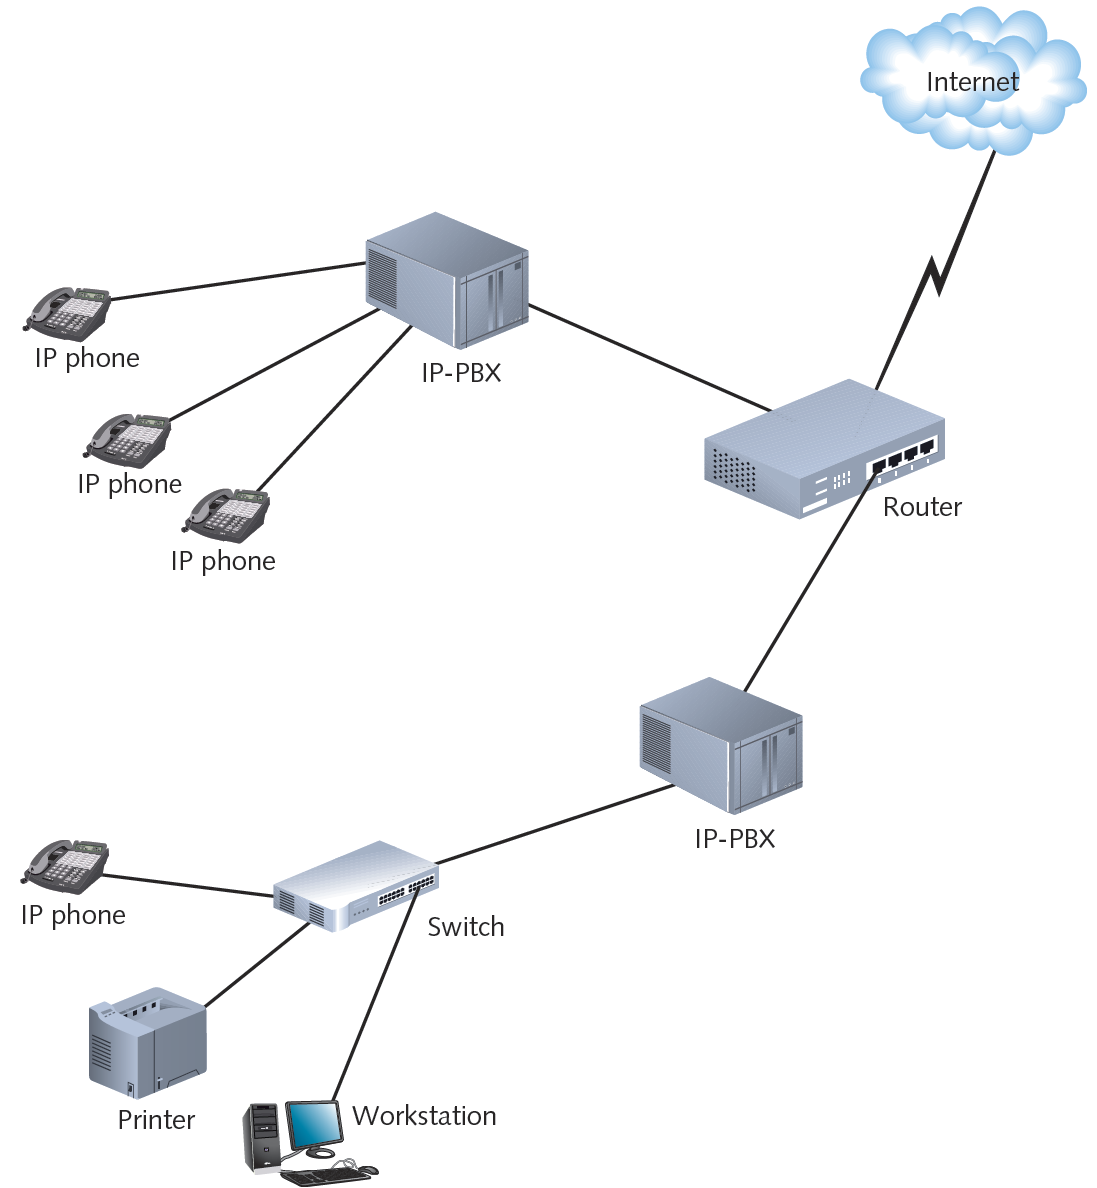 Internet
IP phone
IP-PBX
IP phone
Router
IP phone
IP-PBX
IP phone
Switch
Printer
Workstation